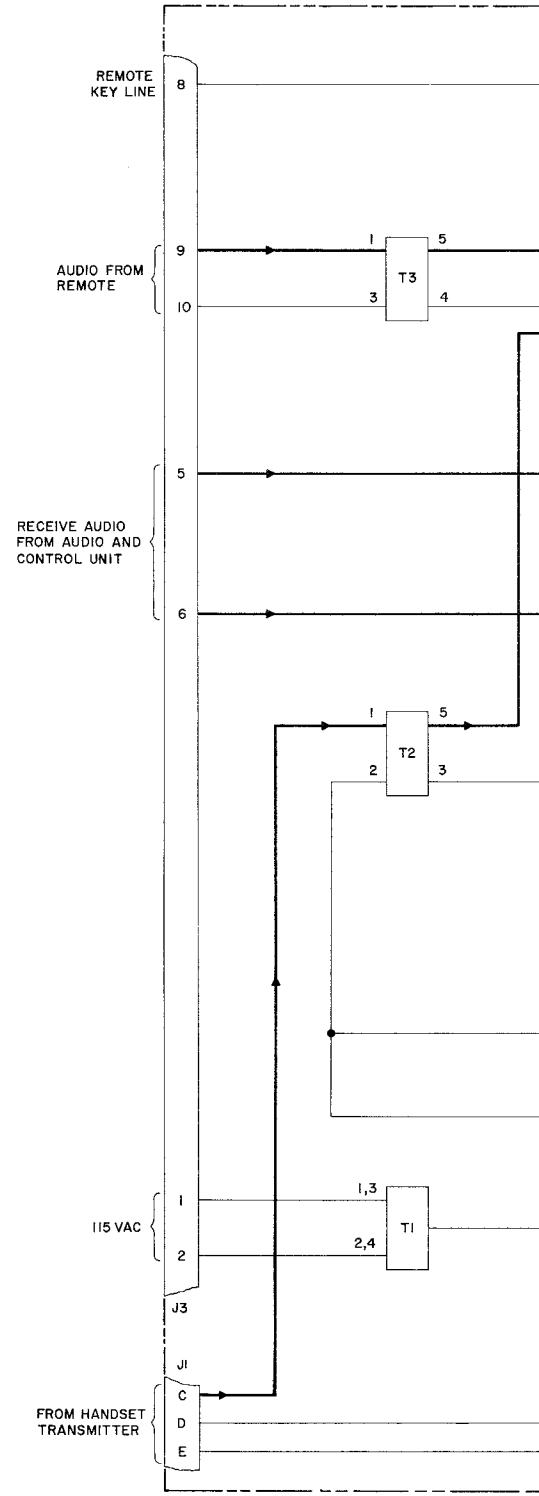 REMOTE
KEY LINE
8
9
1
5
AUDIO FROM
REMOTE
T3
10
3
4
5
RECEIVE AUDIO
FROM AUDIO AND
CONTROL UNIT
6
1
5
T2
2
3
1
1,3
115 VAC
T1
2
2,4
J3
J1
C
FROM HANDSET
TRANSMITTER
D
E